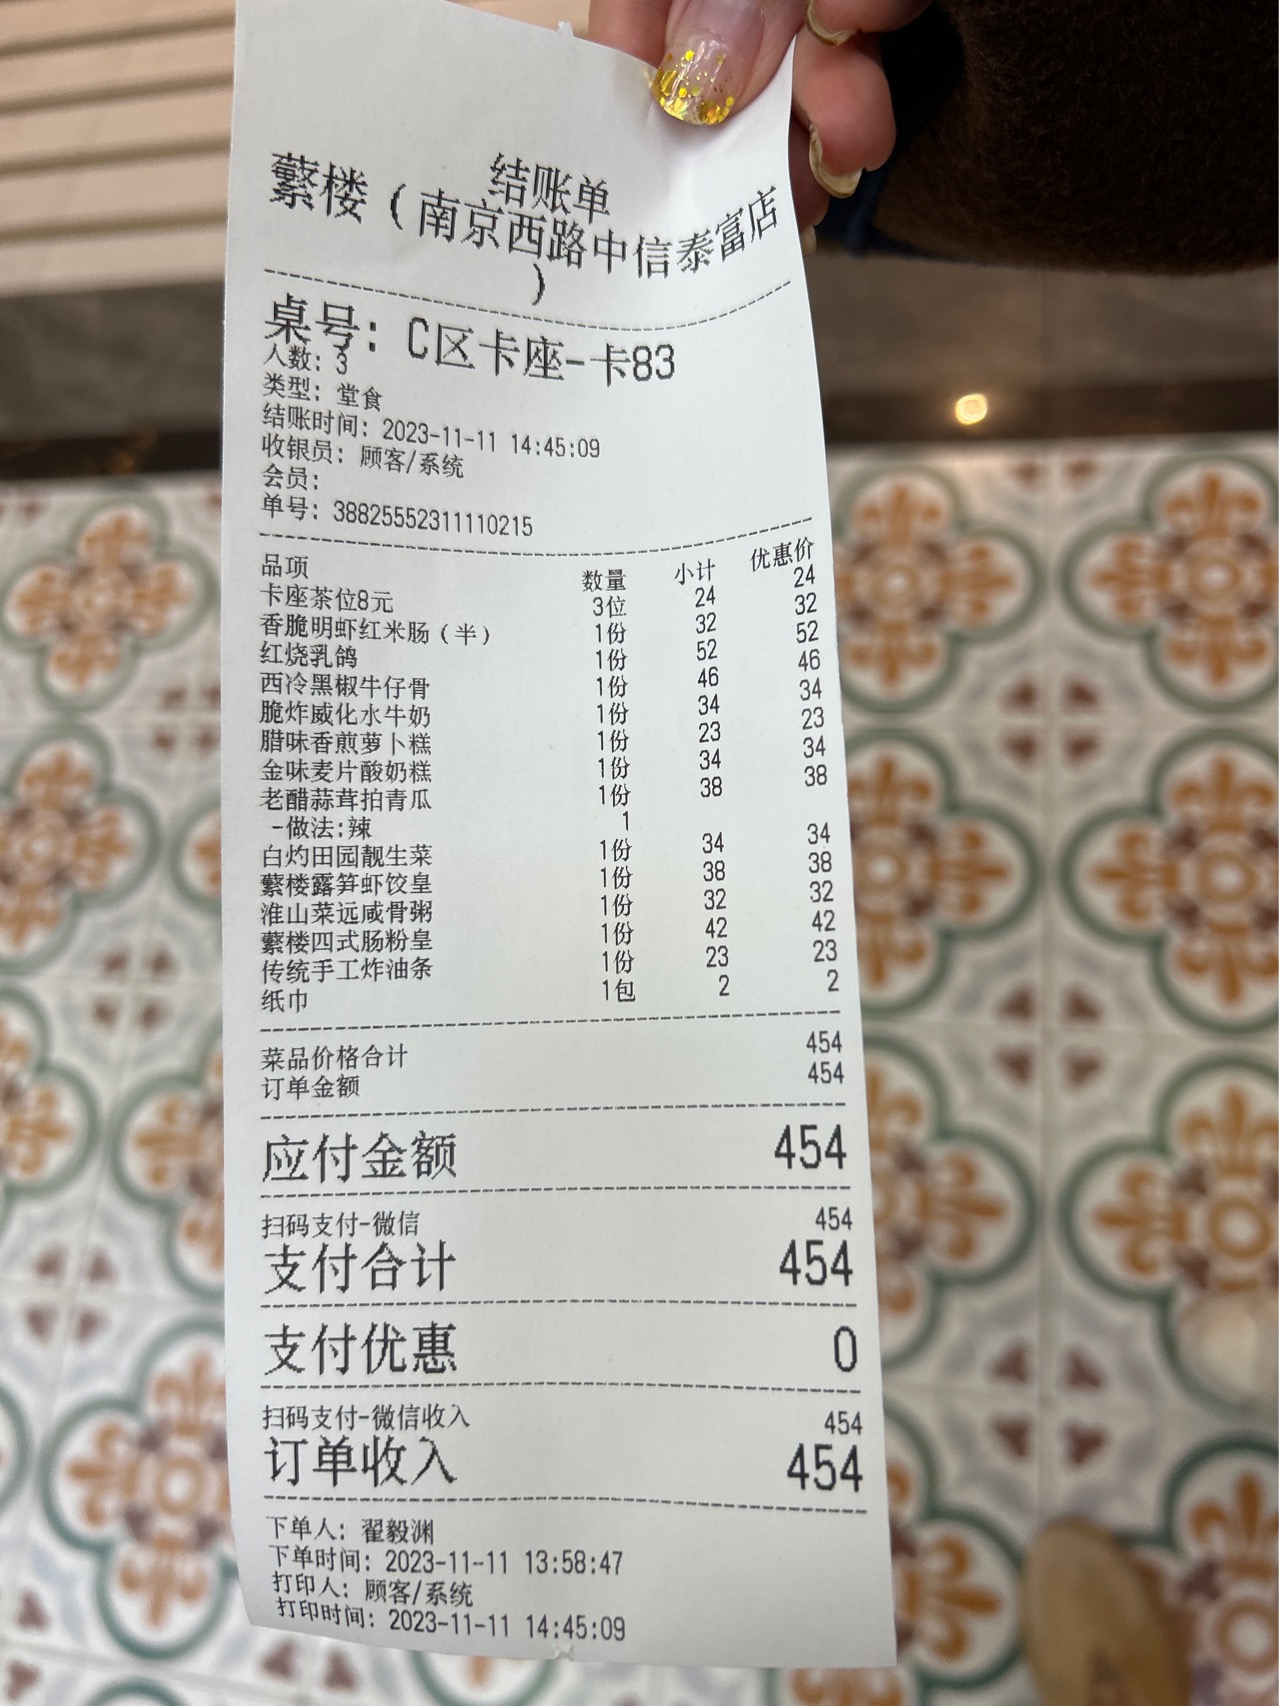 结账单
蘩楼（南京西路中信泰富店
）
桌号：C区卡座-卡83
人数：3
类型：堂食
结账时间：2023-11-11 14:45:09
收银员：顾客/系统
会员：
单号：38825552311110215
品项 数量 小计 优惠价
卡座茶位8元 3位 24 24
香脆明虾红米肠（半） 1份 32 32
红烧乳鸽 1份 52 52
西冷黑椒牛仔骨 1份 46 46
脆炸威化水牛奶 1份 34 34
腊味香煎萝卜糕 1份 23 23
金味麦片酸奶糕 1份 34 34
老醋蒜茸拍青瓜 1份 38 38
-做法:辣 1
白灼田园靓生菜 1份 34 34
蘩楼露笋虾饺皇 1份 38 38
淮山菜远咸骨粥 1份 32 32
蘩楼四式肠粉皇 1份 42 42
传统手工炸油条 1份 23 23
纸巾 1包 2 2
菜品价格合计 454
订单金额 454
应付金额 454
扫码支付-微信 454
支付合计 454
支付优惠 0
扫码支付-微信收入 454
订单收入 454
下单人：翟毅渊
下单时间：2023-11-11 13:58:47
打印人：顾客/系统
打印时间：2023-11-11 14:45:09